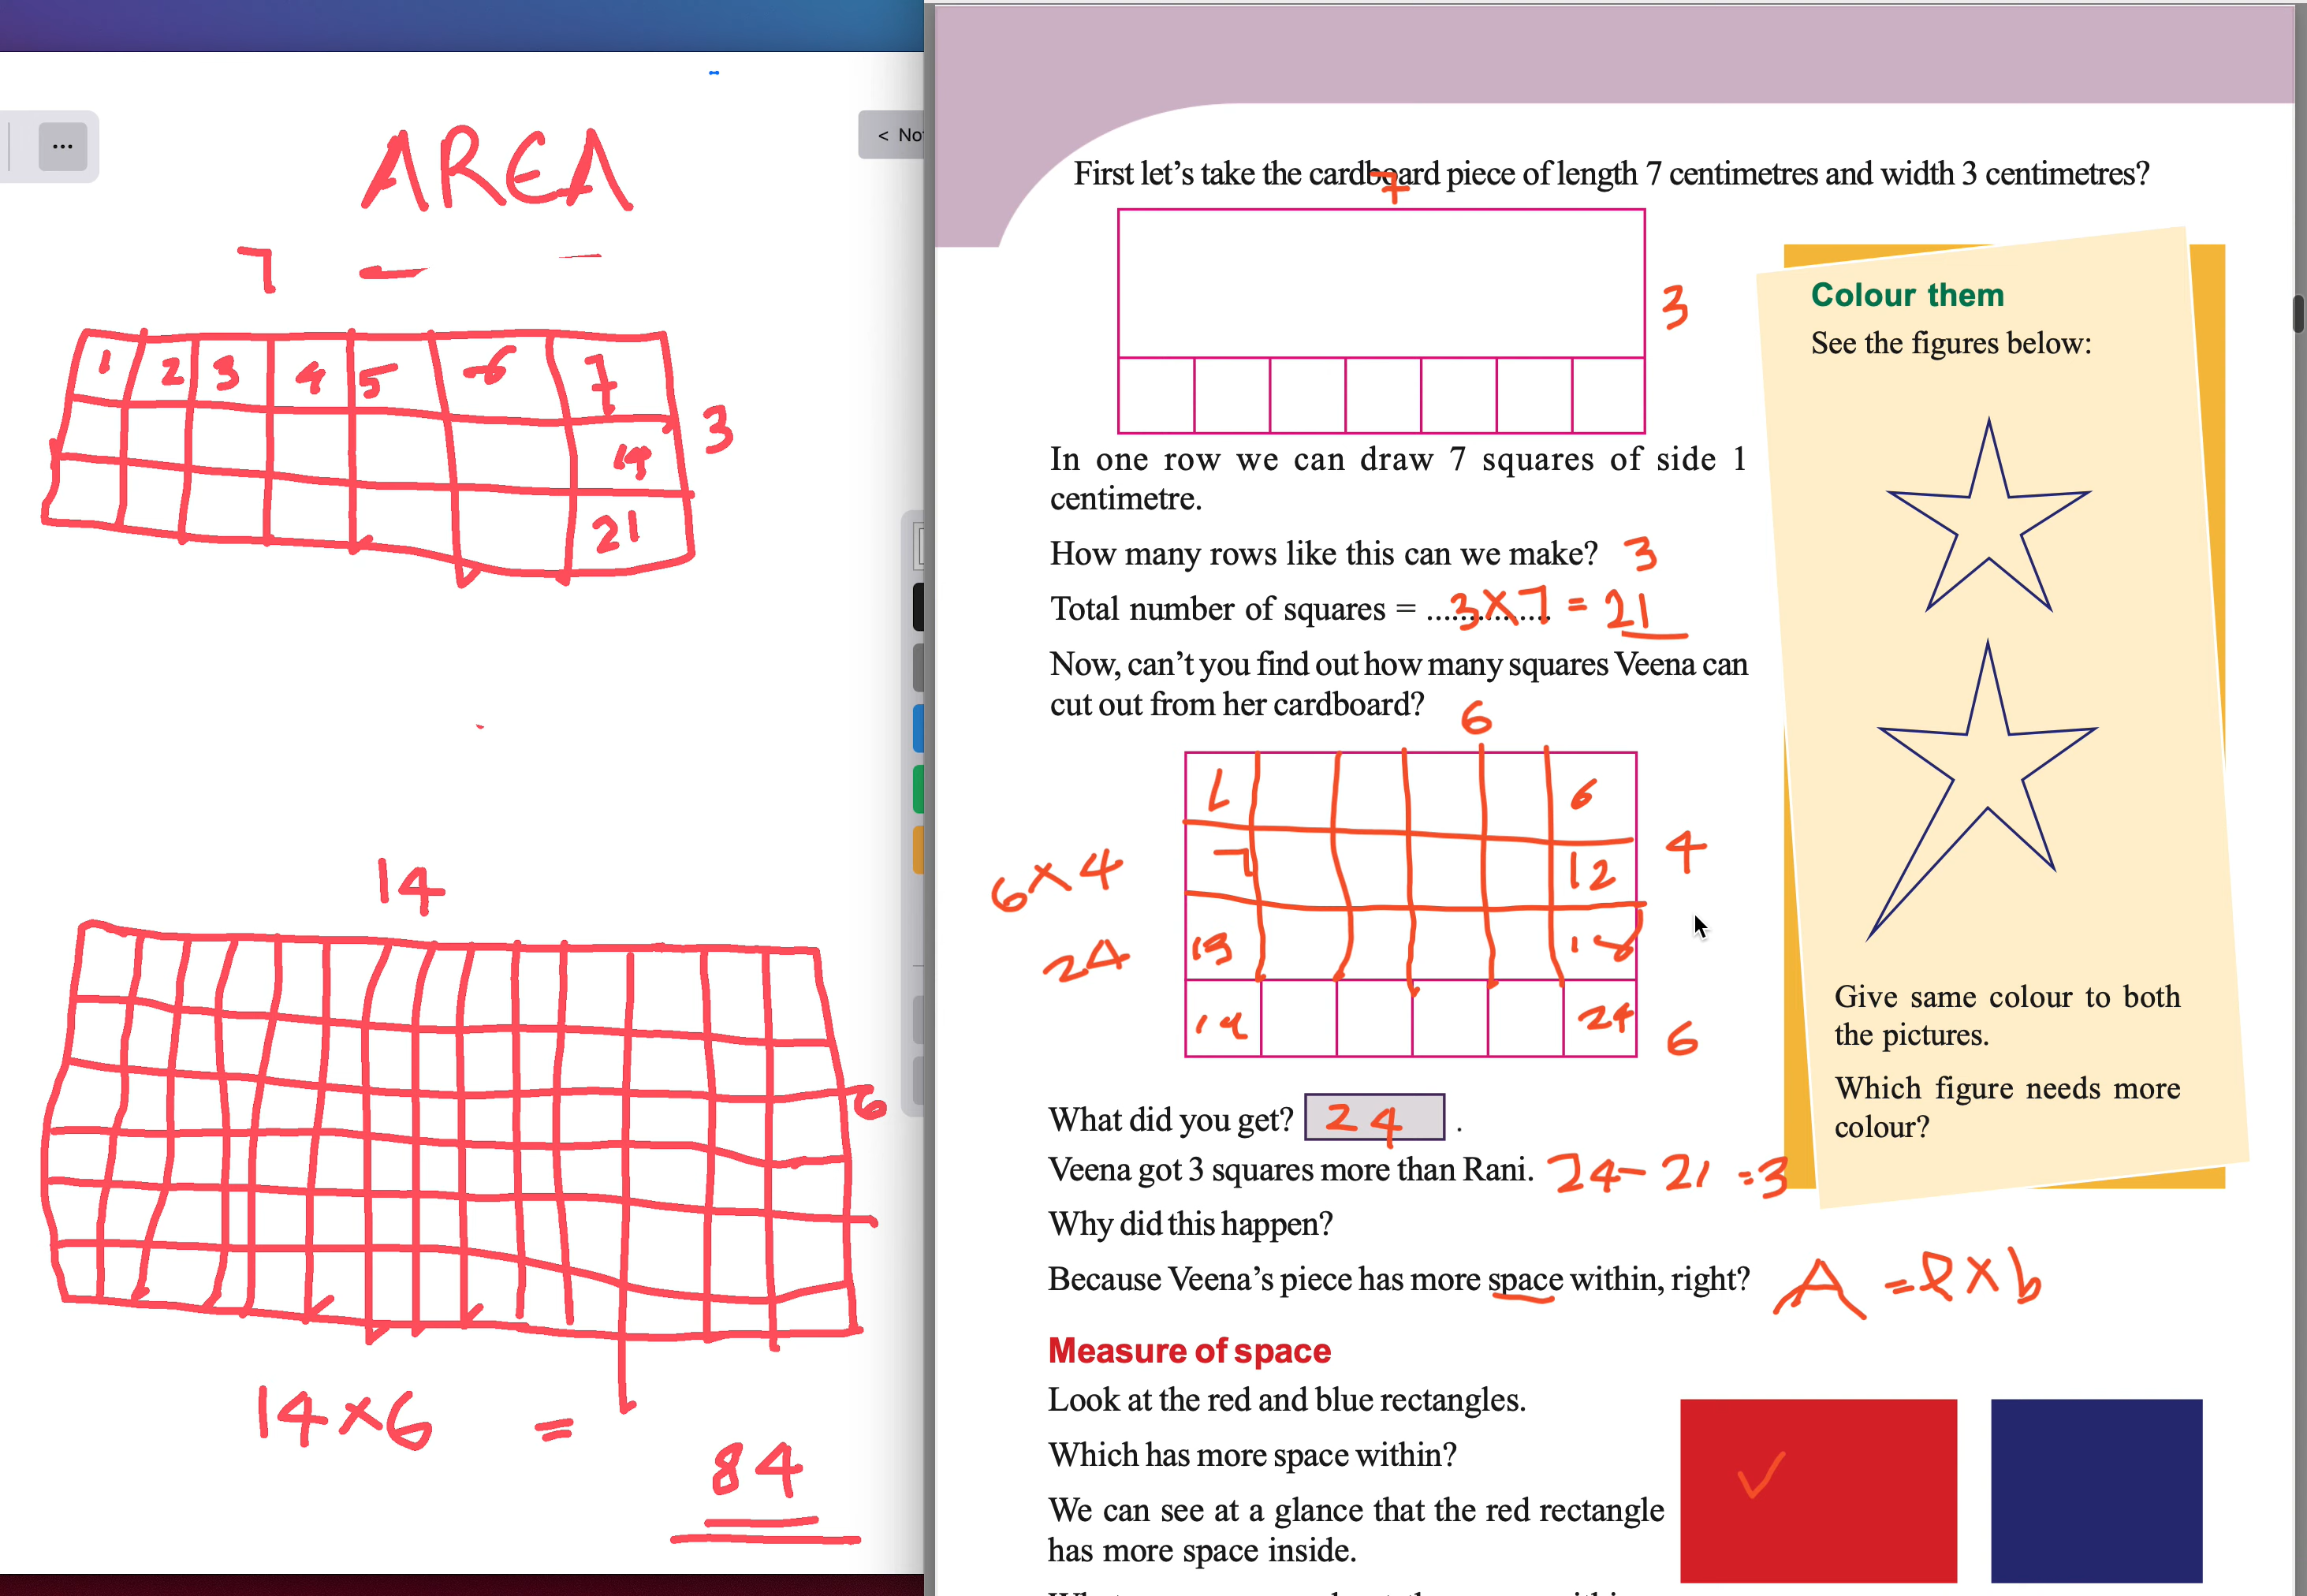 AREA
7
1 2 3 4 5 6 7
3
14
21
14
6
14 × 6 =
84
< No
First let's take the cardboard piece of length 7 centimetres and width 3 centimetres?
7
3
In one row we can draw 7 squares of side 1
centimetre.
How many rows like this can we make? 3
Total number of squares = ............... 3 × 7 = 21
Now, can't you find out how many squares Veena can
cut out from her cardboard?
6
6
7 12
13 18
24
4
6
6 × 4
24
What did you get? 24 .
Veena got 3 squares more than Rani. 24 - 21 = 3
Why did this happen?
Because Veena's piece has more space within, right? A = l × b
Measure of space
Look at the red and blue rectangles.
Which has more space within?
We can see at a glance that the red rectangle
has more space inside.
Colour them
See the figures below:
Give same colour to both
the pictures.
Which figure needs more
colour?